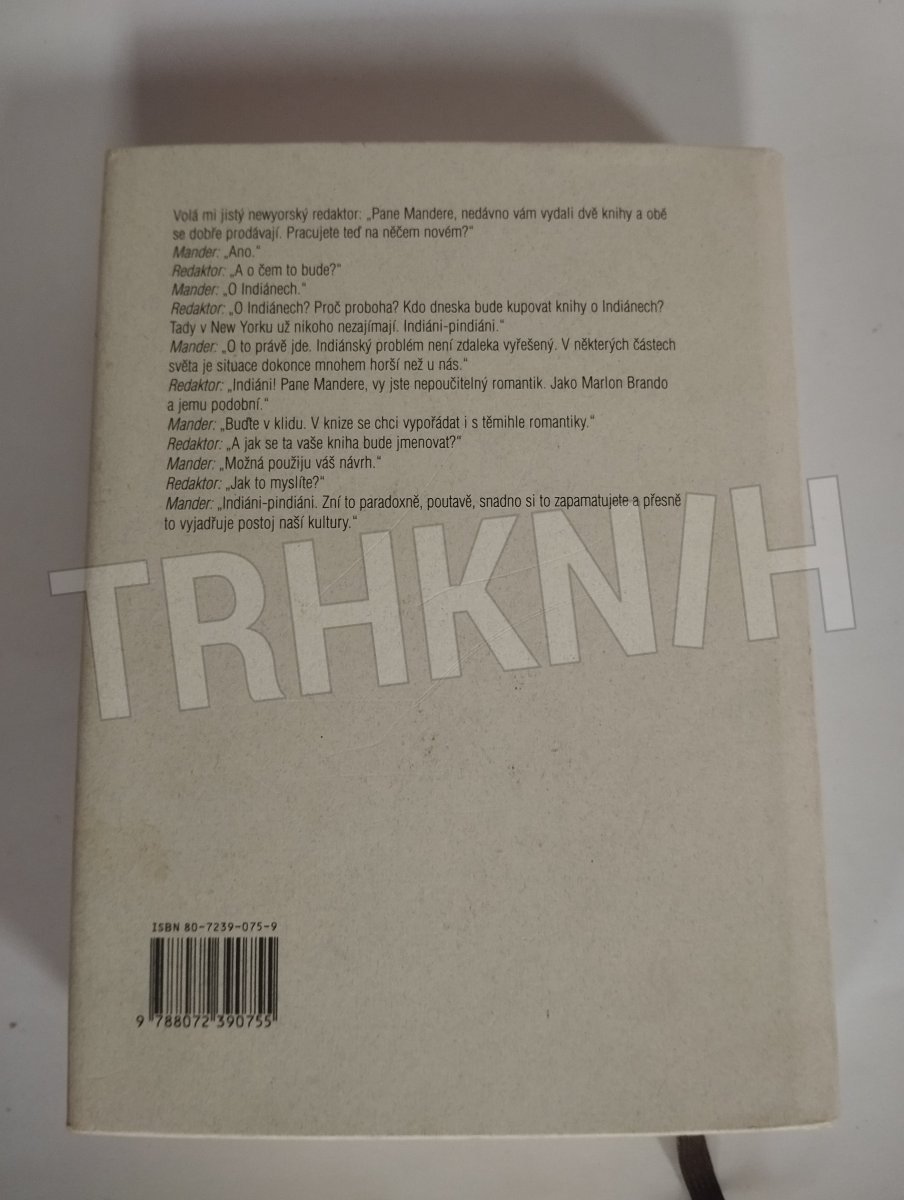 Volá mi jistý newyorský redaktor: „Pane Mandere, nedávno vám vydali dvě knihy a obě
se dobře prodávají. Pracujete teď na něčem novém?“
Mander: „Ano.“
Redaktor: „A o čem to bude?“
Mander: „O Indiánech.“
Redaktor: „O Indiánech? Proč proboha? Kdo dneska bude kupovat knihy o Indiánech?
Tady v New Yorku už nikoho nezajímají. Indiáni-pindiáni.“
Mander: „O to právě jde. Indiánský problém není zdaleka vyřešený. V některých částech
světa je situace dokonce mnohem horší než u nás.“
Redaktor: „Indiáni! Pane Mandere, vy jste nepoučitelný romantik. Jako Marlon Brando
a jemu podobní.“
Mander: „Buďte v klidu. V knize se chci vypořádat i s těmihle romantiky.“
Redaktor: „A jak se ta vaše kniha bude jmenovat?“
Mander: „Možná použiju váš návrh.“
Redaktor: „Jak to myslíte?“
Mander: „Indiáni-pindiáni. Zní to paradoxně, poutavě, snadno si to zapamatujete a přesně
to vyjadřuje postoj naší kultury.“
TRHKNIH
ISBN 80-7239-075-9
9 788072 390755